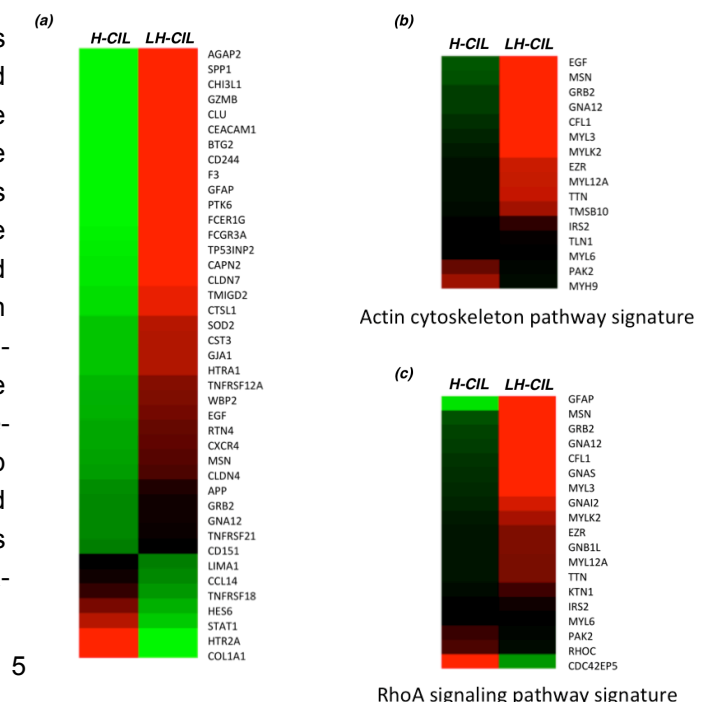 (a)
H-CIL LH-CIL
AGAP2
SPP1
CHI3L1
GZMB
CLU
CEACAM1
BTG2
CD244
F3
GFAP
PTK6
FCER1G
FCGR3A
TP53INP2
CAPN2
CLDN7
TMIGD2
CTSL1
SOD2
CST3
GJA1
HTRA1
TNFRSF12A
WBP2
EGF
RTN4
CXCR4
MSN
CLDN4
APP
GRB2
GNA12
TNFRSF21
CD151
LIMA1
CCL14
TNFRSF18
HES6
STAT1
HTR2A
COL1A1
(b)
H-CIL LH-CIL
EGF
MSN
GRB2
GNA12
CFL1
MYL3
MYLK2
EZR
MYL12A
TTN
TMSB10
IRS2
TLN1
MYL6
PAK2
MYH9
Actin cytoskeleton pathway signature
(c)
H-CIL LH-CIL
GFAP
MSN
GRB2
GNA12
CFL1
GNAS
MYL3
GNAI2
MYLK2
EZR
GNB1L
MYL12A
TTN
KTN1
IRS2
MYL6
PAK2
RHOC
CDC42EP5
RhoA signaling pathway signature
5